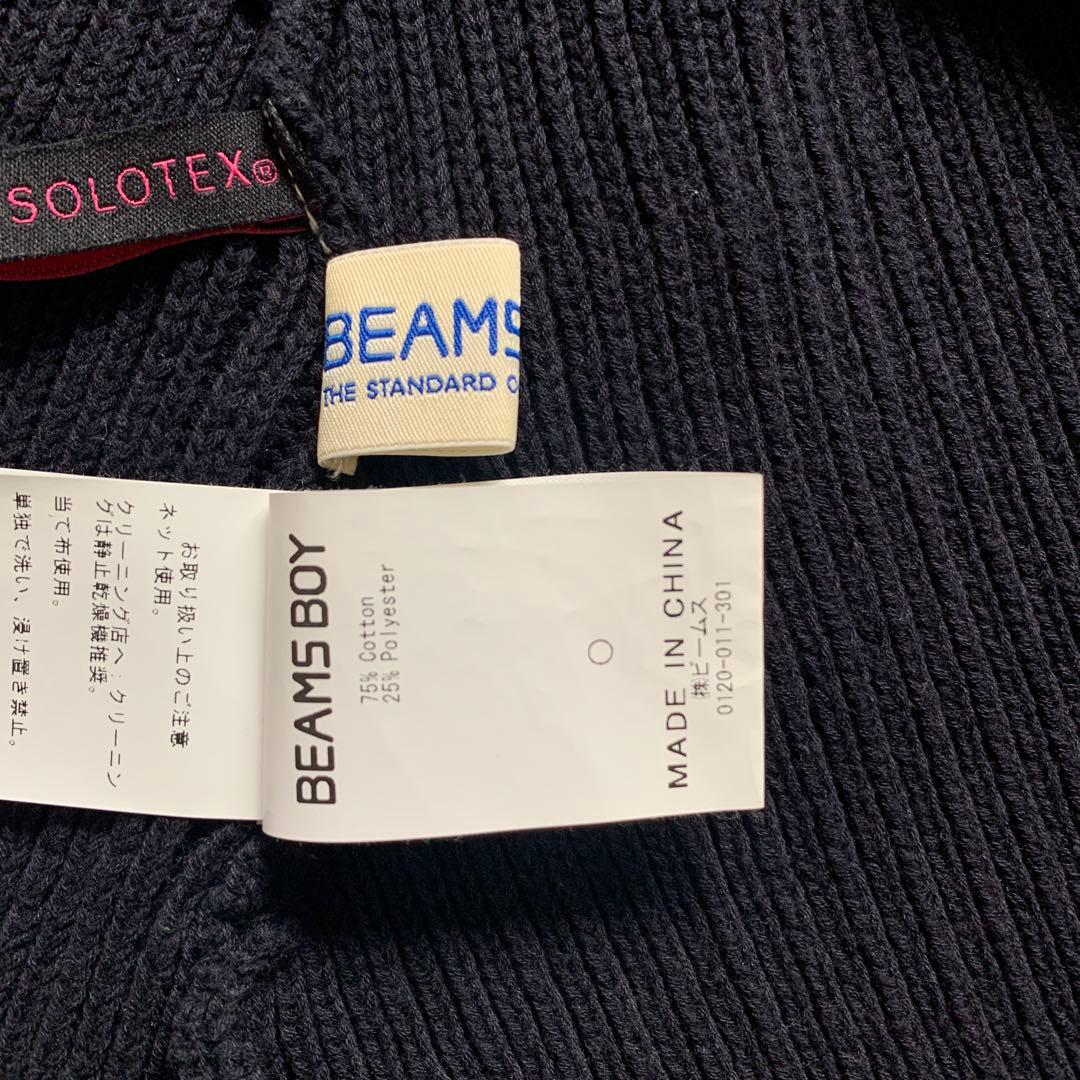 SOLOTEX®
BEAMS
THE STANDARD
お取り扱い上のご注意
ネット使用。
クリーニング店へ：クリーニン
グは静止乾燥機推奨。
当て布使用。
単独で洗い、浸け置き禁止。
BEAMS BOY
75% Cotton
25% Polyester
MADE IN CHINA
㈱ビームス
0120-011-301